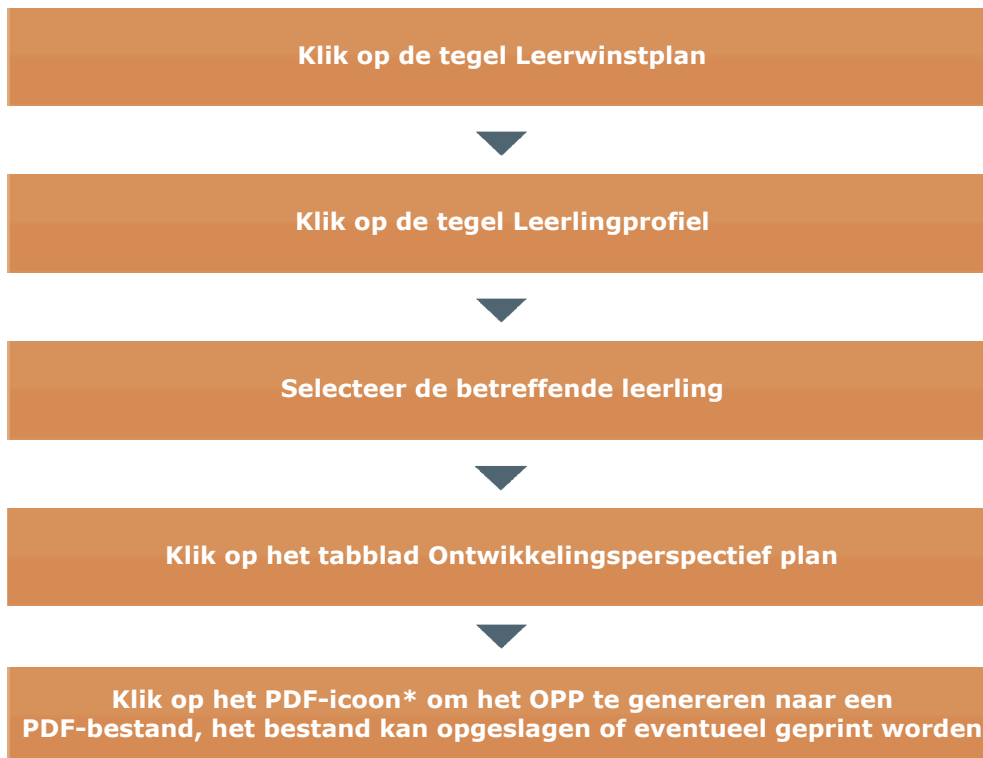 Klik op de tegel Leerwinstplan
Klik op de tegel Leerlingprofiel
Selecteer de betreffende leerling
Klik op het tabblad Ontwikkelingsperspectief plan
Klik op het PDF-icoon* om het OPP te genereren naar een
PDF-bestand, het bestand kan opgeslagen of eventueel geprint worden